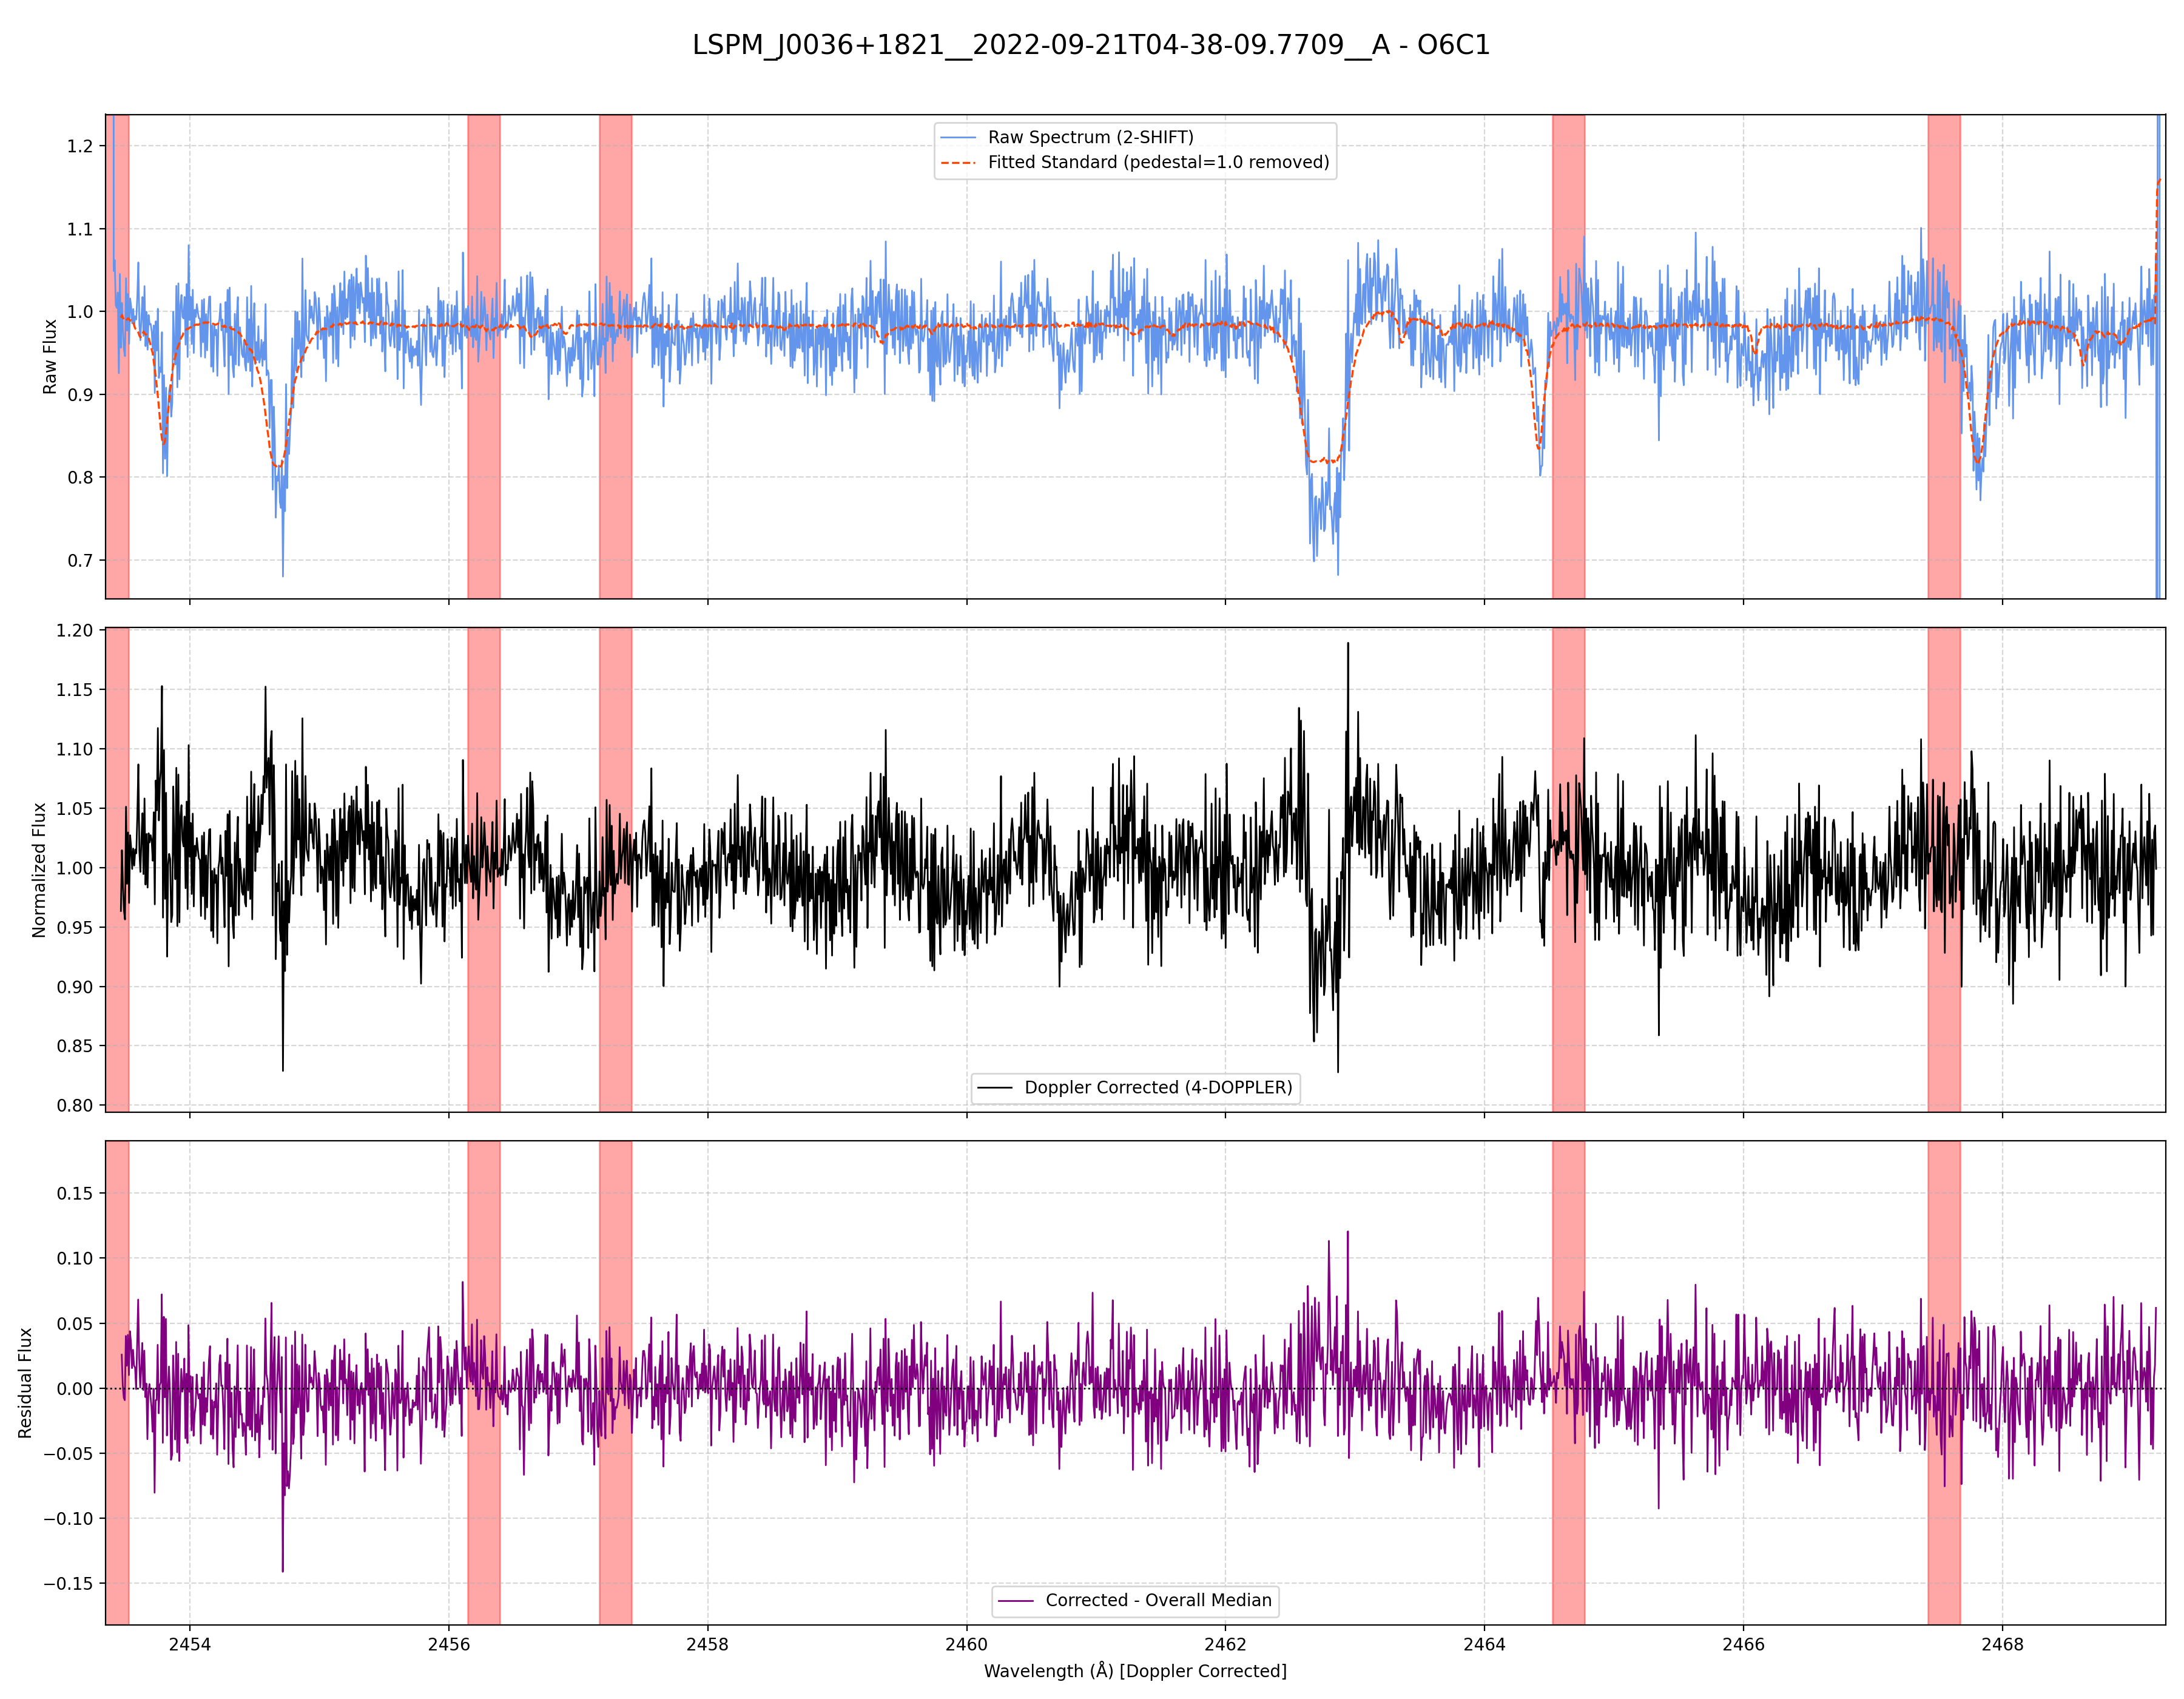 LSPM_J0036+1821__2022-09-21T04-38-09.7709__A - O6C1
Raw Spectrum (2-SHIFT)
Fitted Standard (pedestal=1.0 removed)
Raw Flux
1.2
1.1
1.0
0.9
0.8
0.7
Normalized Flux
1.20
1.15
1.10
1.05
1.00
0.95
0.90
0.85
0.80
Doppler Corrected (4-DOPPLER)
Residual Flux
0.15
0.10
0.05
0.00
−0.05
−0.10
−0.15
Corrected - Overall Median
2454 2456 2458 2460 2462 2464 2466 2468
Wavelength (Å) [Doppler Corrected]